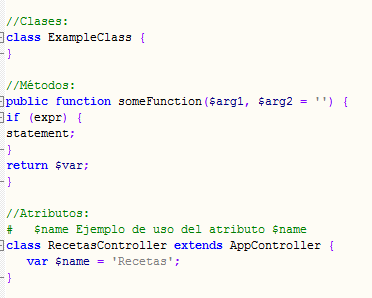 //Clases:
class ExampleClass {
}
//Métodos:
public function someFunction($arg1, $arg2 = '') {
if (expr) {
statement;
}
return $var;
}
//Atributos:
# $name Ejemplo de uso del atributo $name
class RecetasController extends AppController {
var $name = 'Recetas';
}